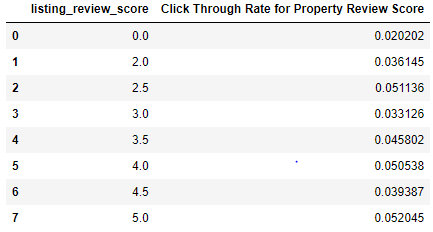 listing_review_score Click Through Rate for Property Review Score
0 0.0 0.020202
1 2.0 0.036145
2 2.5 0.051136
3 3.0 0.033126
4 3.5 0.045802
5 4.0 0.050538
6 4.5 0.039387
7 5.0 0.052045